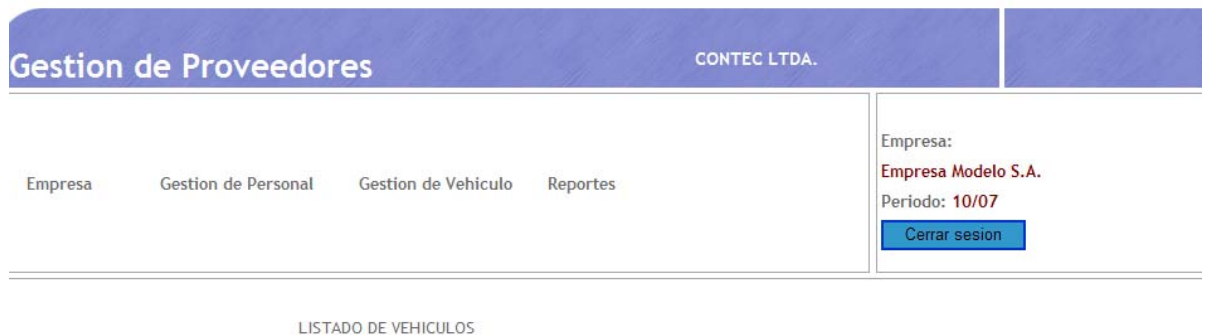 Gestion de Proveedores
CONTEC LTDA.
Empresa
Gestion de Personal
Gestion de Vehiculo
Reportes
Empresa:
Empresa Modelo S.A.
Periodo: 10/07
Cerrar sesion
LISTADO DE VEHICULOS